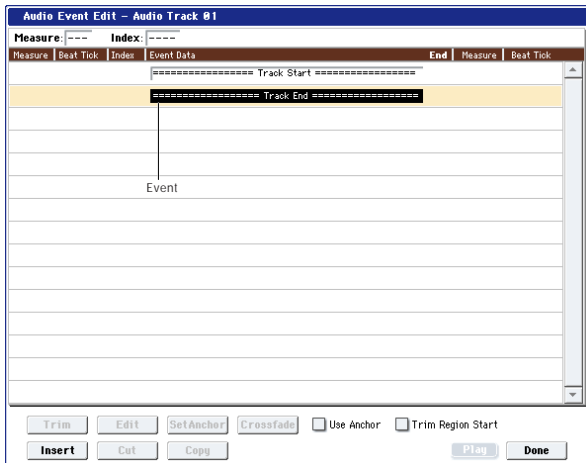 Audio Event Edit – Audio Track 01
Measure: --- Index: ----
Measure Beat Tick Index Event Data End Measure Beat Tick
================= Track Start =================
================== Track End ==================
Event
Trim Edit SetAnchor Crossfade Use Anchor Trim Region Start
Insert Cut Copy Play Done